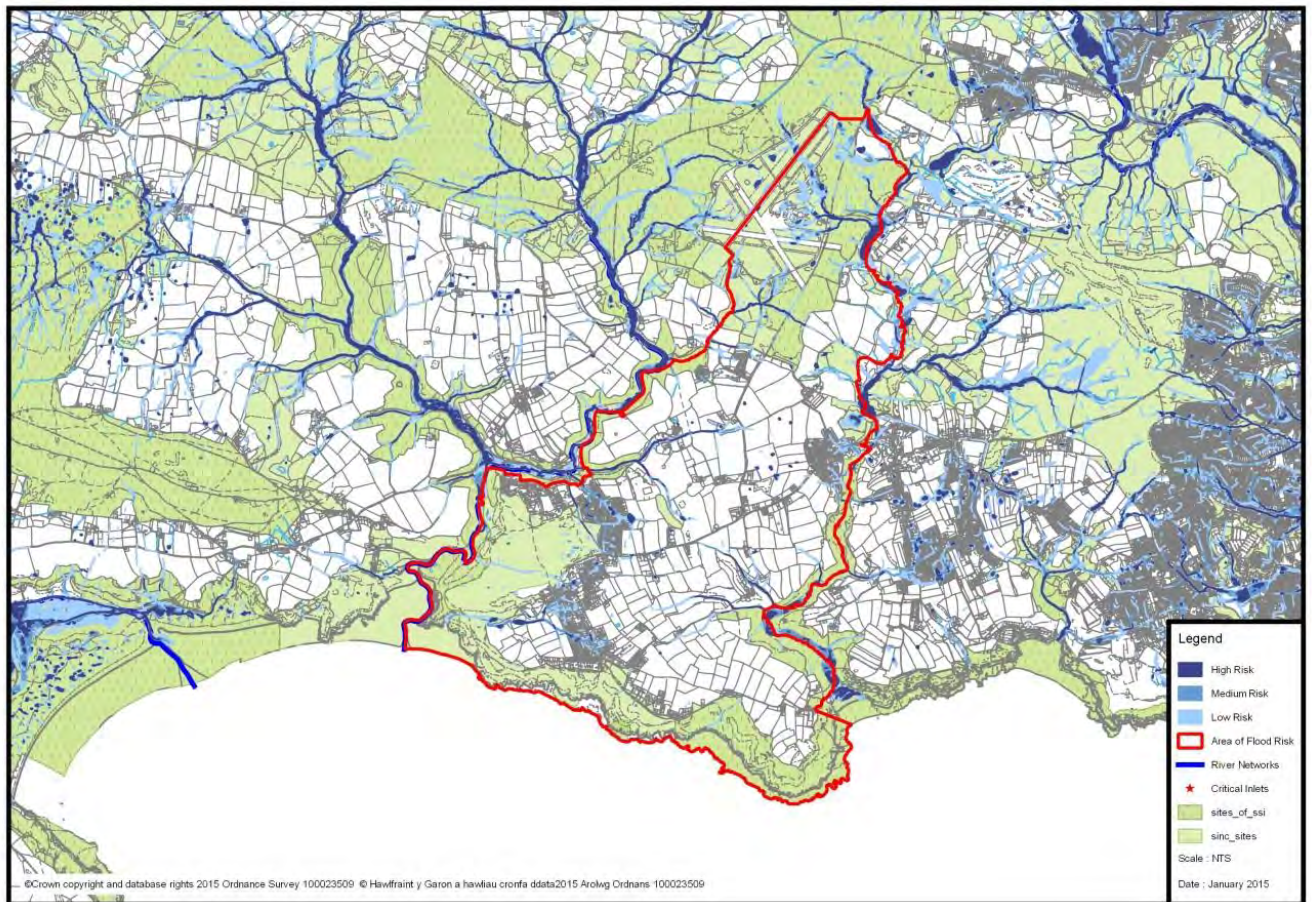 Legend
High Risk
Medium Risk
Low Risk
Area of Flood Risk
River Networks
Critical Inlets
sites_of_ssi
sinc_sites
Scale : NTS
Date : January 2015
©Crown copyright and database rights 2015 Ordnance Survey 100023509 © Hawlfraint y Garon a hawliau cronfa ddata2015 Arolwg Ordnans 100023509